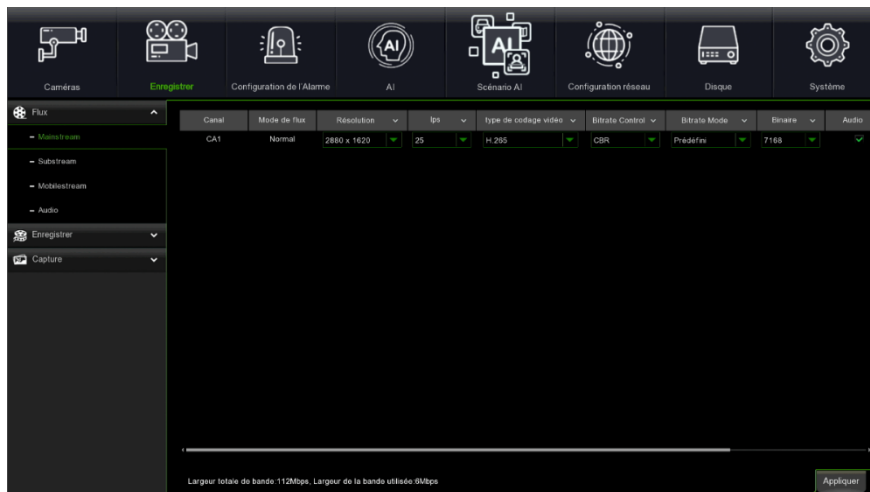 Caméras
Enregistrer
Configuration de l'Alarme
AI
AI
Scénario AI
Configuration réseau
Disque
Système
Flux
Mainstream
Substream
Mobilestream
Audio
Enregistrer
Capture
Canal Mode de flux Résolution Ips type de codage vidéo Bitrate Control Bitrate Mode Binaire Audio
CA1 Normal 2880 x 1620 25 H.265 CBR Prédéfini 7168
Largeur totale de bande:112Mbps, Largeur de la bande utilisée:6Mbps
Appliquer